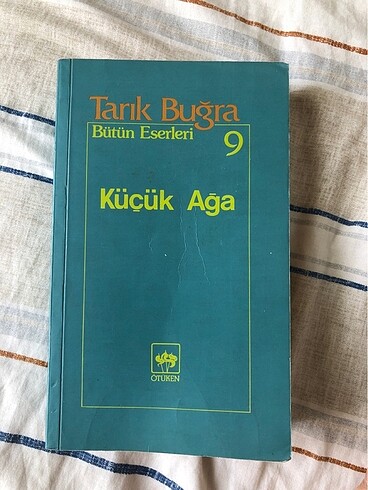 Tarık Buğra
Bütün Eserleri 9
Küçük Ağa
ÖTÜKEN